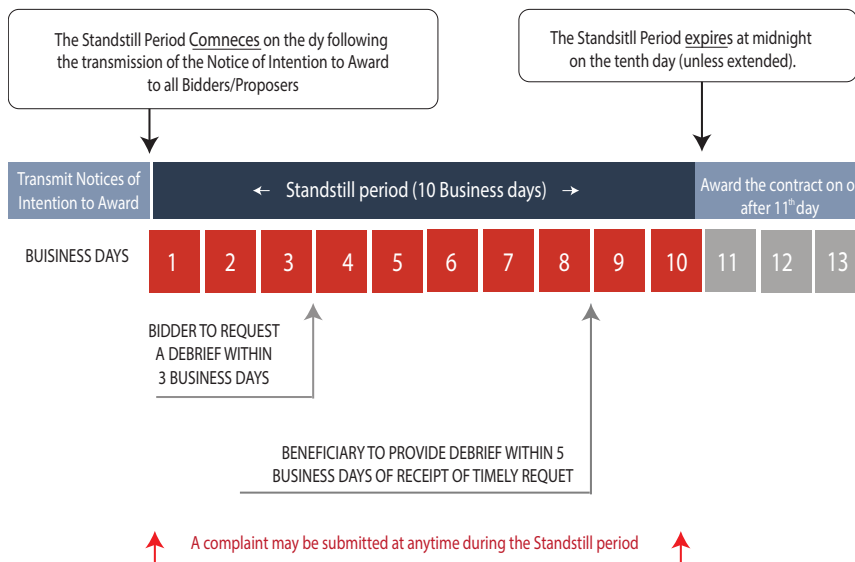 The Standstill Period Comneces on the dy following
the transmission of the Notice of Intention to Award
to all Bidders/Proposers
The Standsitll Period expires at midnight
on the tenth day (unless extended).
Transmit Notices of
Intention to Award
← Standstill period (10 Business days) →
Award the contract on o
after 11th day
BUISINESS DAYS
1 2 3 4 5 6 7 8 9 10 11 12 13
BIDDER TO REQUEST
A DEBRIEF WITHIN
3 BUSINESS DAYS
BENEFICIARY TO PROVIDE DEBRIEF WITHIN 5
BUSINESS DAYS OF RECEIPT OF TIMELY REQUET
A complaint may be submitted at anytime during the Standstill period